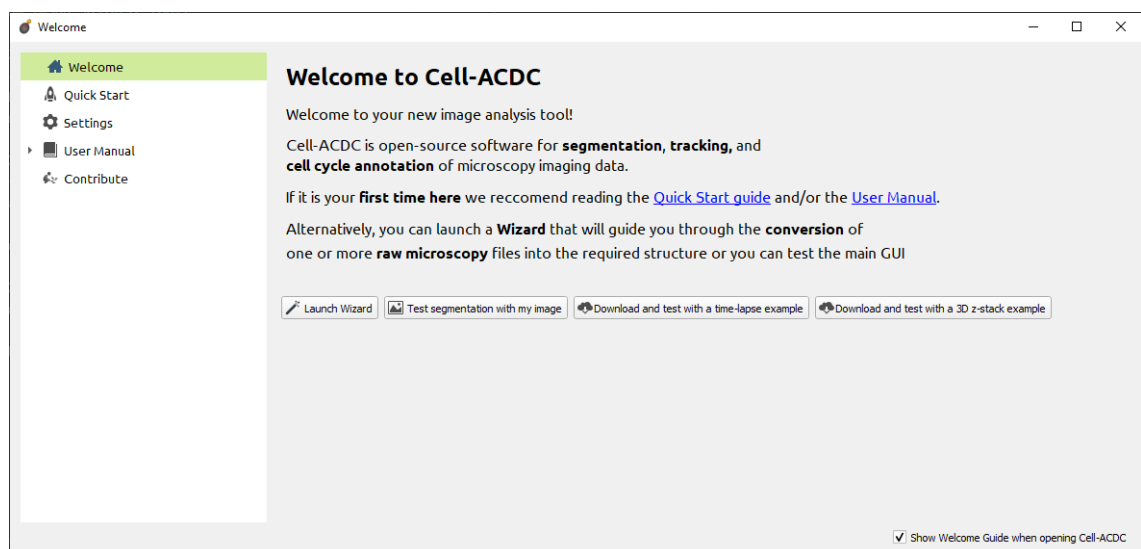 Welcome
Welcome
Quick Start
Settings
User Manual
Contribute
Welcome to Cell-ACDC
Welcome to your new image analysis tool!
Cell-ACDC is open-source software for segmentation, tracking, and
cell cycle annotation of microscopy imaging data.
If it is your first time here we reccomend reading the Quick Start guide and/or the User Manual.
Alternatively, you can launch a Wizard that will guide you through the conversion of
one or more raw microscopy files into the required structure or you can test the main GUI
Launch Wizard Test segmentation with my image Download and test with a time-lapse example Download and test with a 3D z-stack example
Show Welcome Guide when opening Cell-ACDC